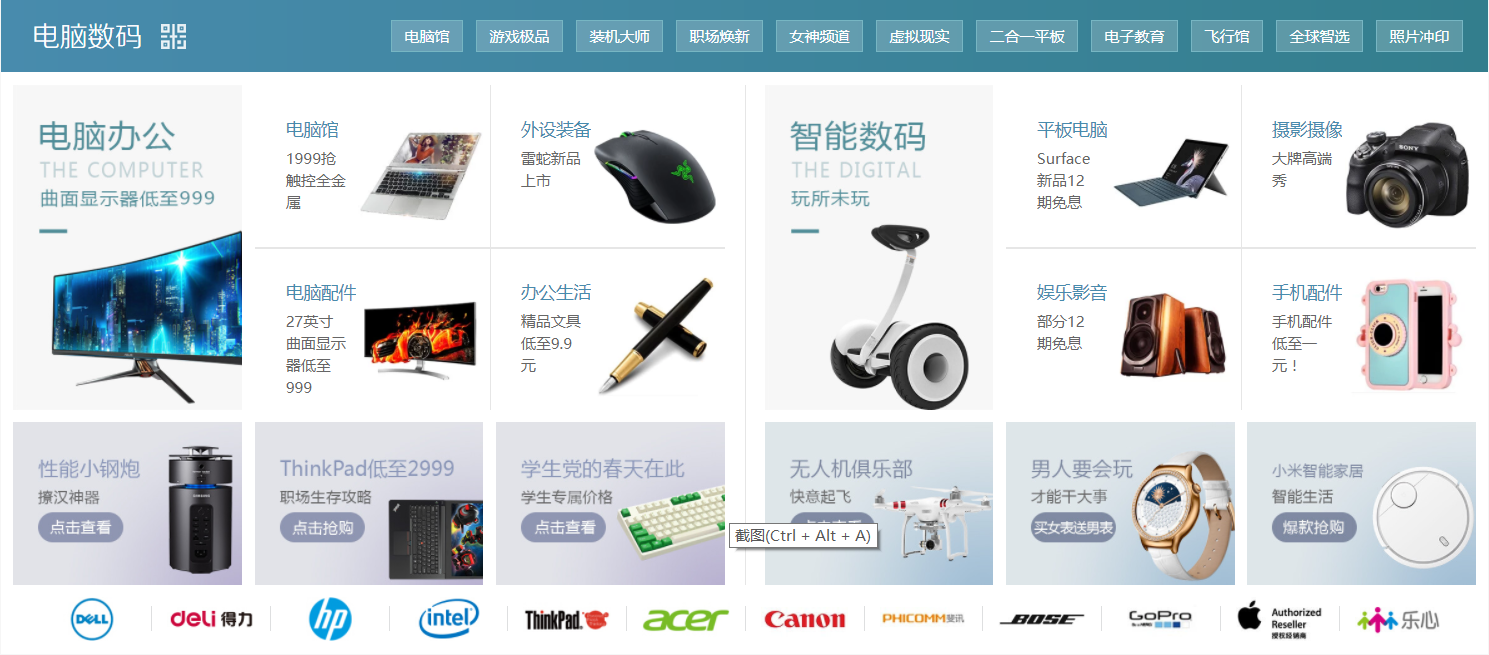 电脑数码
电脑馆
游戏极品
装机大师
职场焕新
女神频道
虚拟现实
二合一平板
电子教育
飞行馆
全球智选
照片冲印
电脑办公
THE COMPUTER
曲面显示器低至999
电脑馆
1999抢
触控全金
属
外设装备
雷蛇新品
上市
电脑配件
27英寸
曲面显示
器低至
999
办公生活
精品文具
低至9.9
元
智能数码
THE DIGITAL
玩所未玩
平板电脑
Surface
新品12
期免息
摄影摄像
大牌高端
秀
SONY
娱乐影音
部分12
期免息
手机配件
手机配件
低至一
元！
性能小钢炮
撩汉神器
点击查看
ThinkPad低至2999
职场生存攻略
点击抢购
学生党的春天在此
学生专属价格
点击查看
无人机俱乐部
快意起飞
截图(Ctrl + Alt + A)
男人要会玩
才能干大事
买女表送男表
小米智能家居
智能生活
爆款抢购
DELL
deli 得力
hp
intel
ThinkPad.
acer
Canon
PHICOMM斐讯
BOSE
GoPro
Authorized
Reseller
授权经销商
乐心